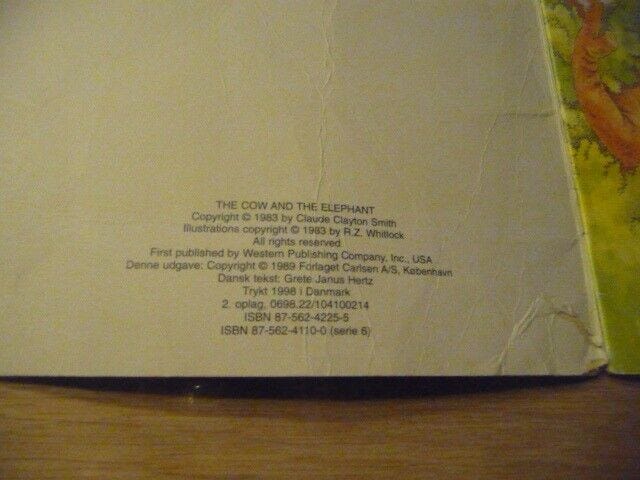 THE COW AND THE ELEPHANT
Copyright © 1983 by Claude Clayton Smith
Illustrations copyright © 1983 by R.Z. Whitlock
All rights reserved
First published by Western Publishing Company, Inc., USA
Denne udgave: Copyright © 1989 Forlaget Carlsen A/S, København
Dansk tekst: Grete Janus Hertz
Trykt 1998 i Danmark
2. oplag. 0698.22/104100214
ISBN 87-562-4225-5
ISBN 87-562-4110-0 (serie 6)